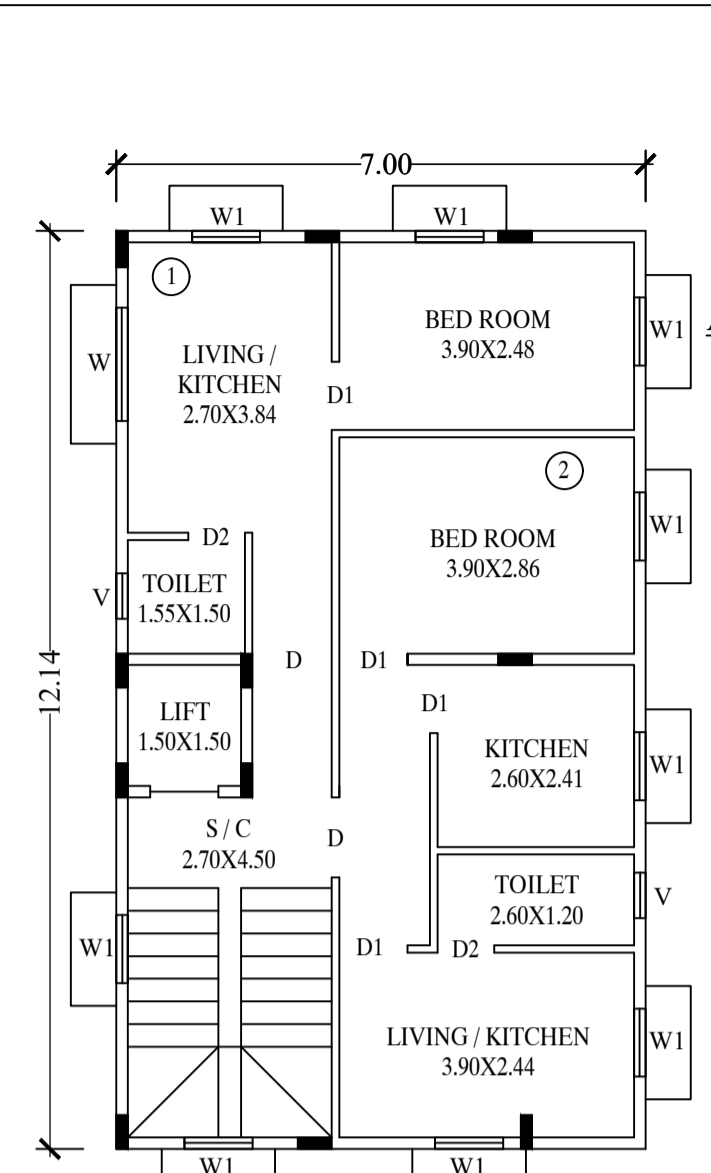 7.00
W1
W1
1
BED ROOM
3.90X2.48
W1
W
LIVING /
KITCHEN
2.70X3.84
D1
2
BED ROOM
3.90X2.86
W1
D2
V
TOILET
1.55X1.50
12.14
D
D1
D1
LIFT
1.50X1.50
KITCHEN
2.60X2.41
W1
S / C
2.70X4.50
D
TOILET
2.60X1.20
V
W1
D1
D2
LIVING / KITCHEN
3.90X2.44
W1
W1
W1